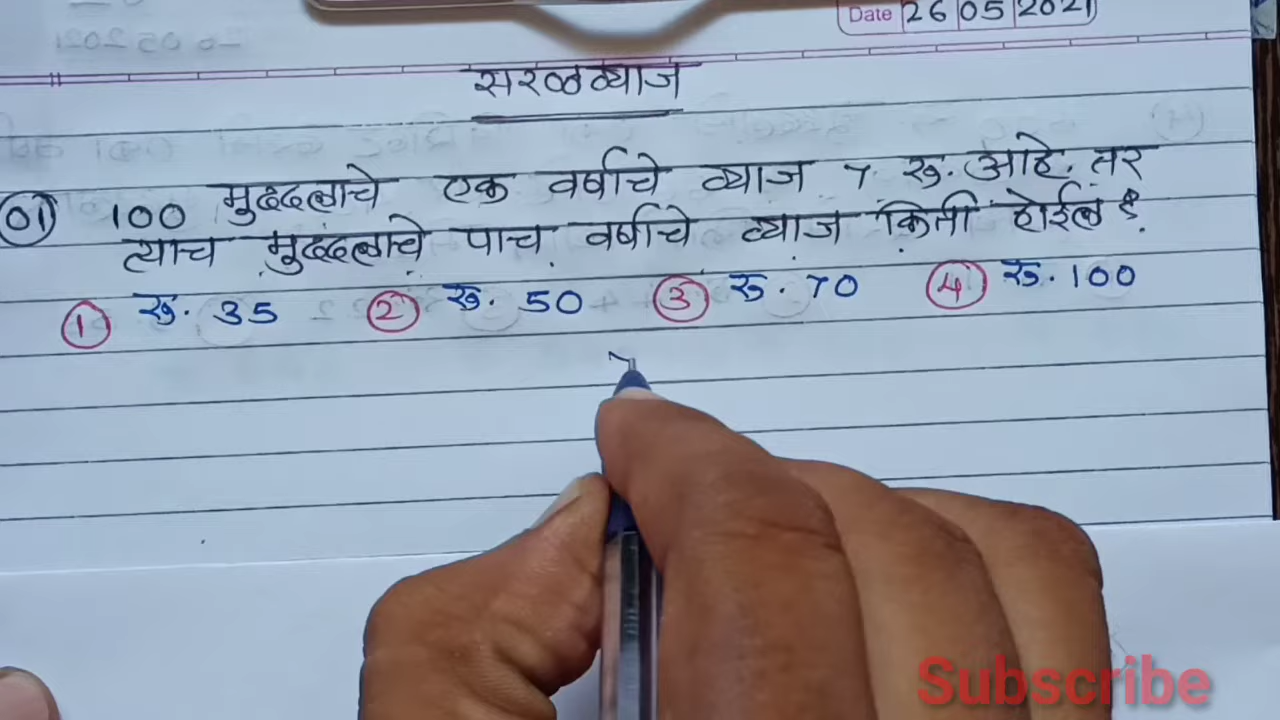 Date 26 05 2021
सरळव्याज
01 100 मुद्दलाचे एक वर्षाचे व्याज 7 रु. आहे. तर
त्याच मुद्दलाचे पाच वर्षाचे व्याज किती होईल ?
1 रु. 35 2 रु. 50 3 रु. 70 4 रु. 100
Subscribe